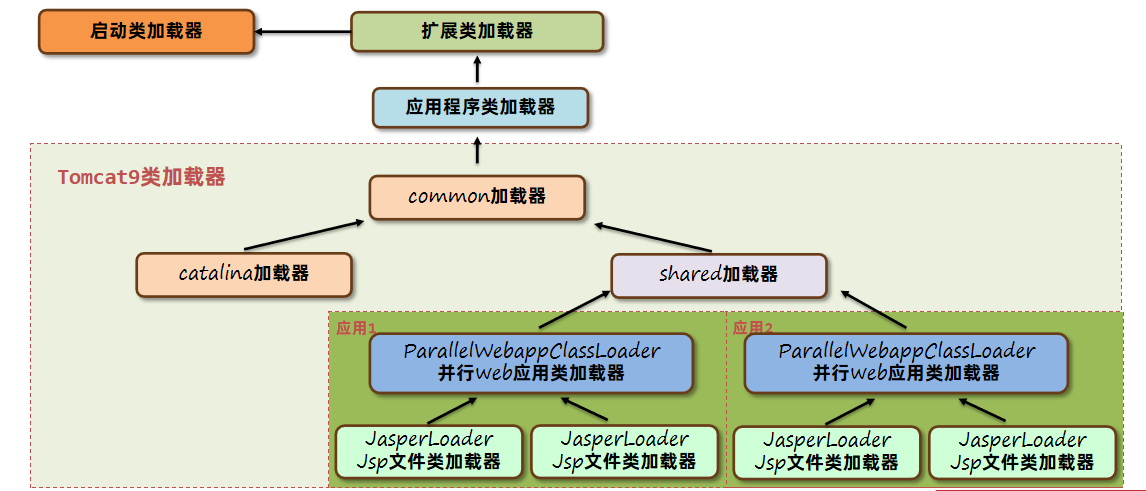 启动类加载器
扩展类加载器
应用程序类加载器
Tomcat9类加载器
common加载器
catalina加载器
shared加载器
应用1
ParallelWebappClassLoader
并行Web应用类加载器
应用2
ParallelWebappClassLoader
并行Web应用类加载器
JasperLoader
Jsp文件类加载器
JasperLoader
Jsp文件类加载器
JasperLoader
Jsp文件类加载器
JasperLoader
Jsp文件类加载器